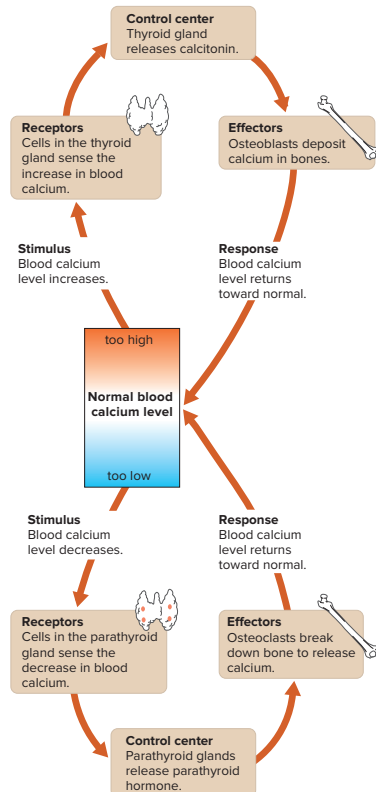 Control center
Thyroid gland
releases calcitonin.
Receptors
Cells in the thyroid
gland sense the
increase in blood
calcium.
Effectors
Osteoblasts deposit
calcium in bones.
Stimulus
Blood calcium
level increases.
Response
Blood calcium
level returns
toward normal.
too high
Normal blood
calcium level
too low
Stimulus
Blood calcium
level decreases.
Response
Blood calcium
level returns
toward normal.
Receptors
Cells in the parathyroid
gland sense the
decrease in blood
calcium.
Effectors
Osteoclasts break
down bone to release
calcium.
Control center
Parathyroid glands
release parathyroid
hormone.